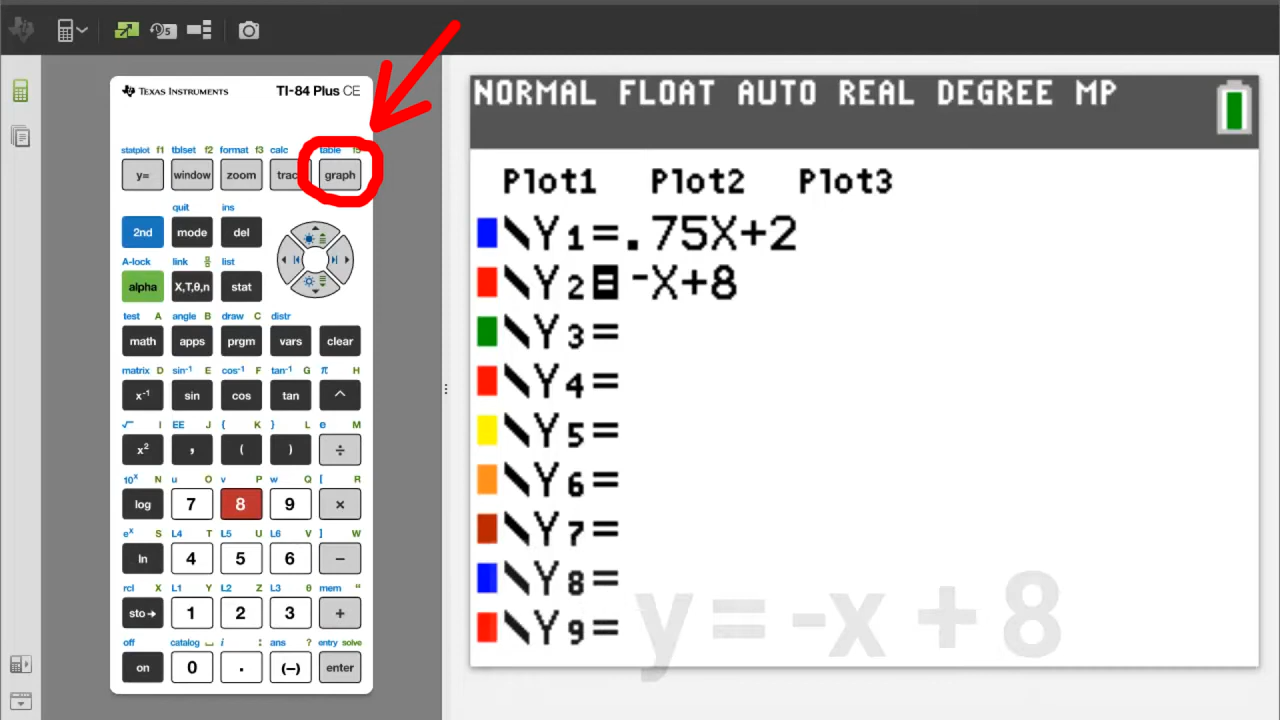 5
TEXAS INSTRUMENTS TI-84 Plus CE
statplot f1 tblset f2 format f3 calc table f5
y= window zoom trac graph
quit ins
2nd mode del
A-lock link list
alpha X,T,θ,n stat
test A angle B draw C distr
math apps prgm vars clear
matrix D sin⁻¹ E cos⁻¹ F tan⁻¹ G π H
x⁻¹ sin cos tan ^
√ I EE J { K } L e M
x² , ( ) ÷
10ˣ N u O v P w Q [ R
log 7 8 9 ×
eˣ S L4 T L5 U L6 V ] W
ln 4 5 6 −
rcl X L1 Y L2 Z L3 θ mem "
sto→ 1 2 3 +
off catalog ⎵ i : ans ? entry solve
on 0 . (−) enter
NORMAL FLOAT AUTO REAL DEGREE MP
Plot1 Plot2 Plot3
\Y1=.75X+2
\Y2=-X+8
\Y3=
\Y4=
\Y5=
\Y6=
\Y7=
\Y8=
\Y9=
y = -x + 8